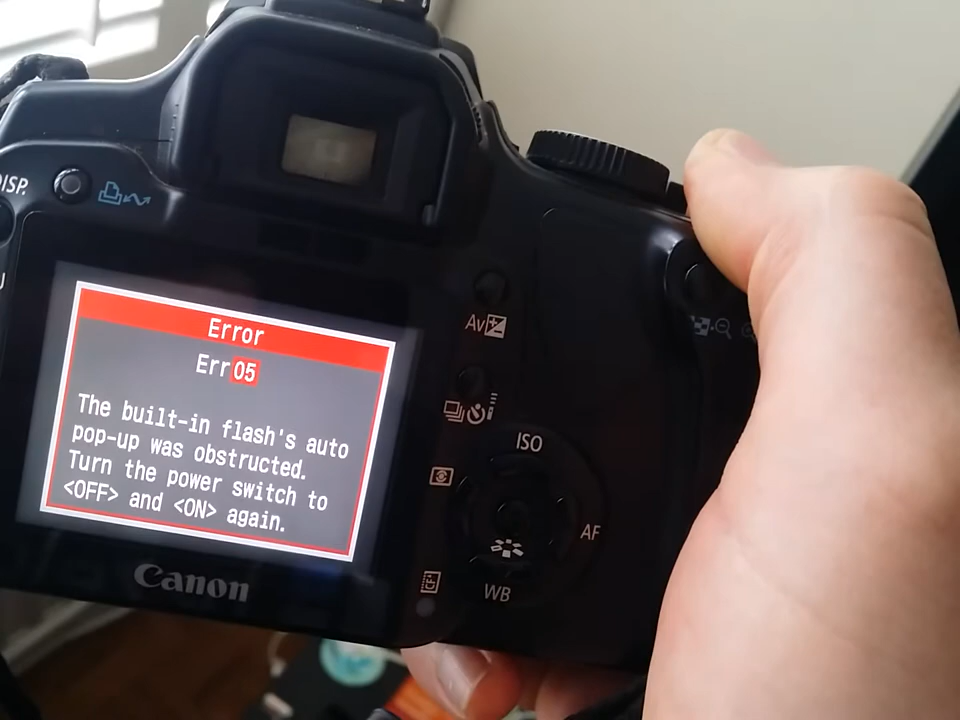 DISP.
Error
Err05
The built-in flash's auto
pop-up was obstructed.
Turn the power switch to
<OFF> and <ON> again.
Canon
Av
ISO
AF
WB
CF